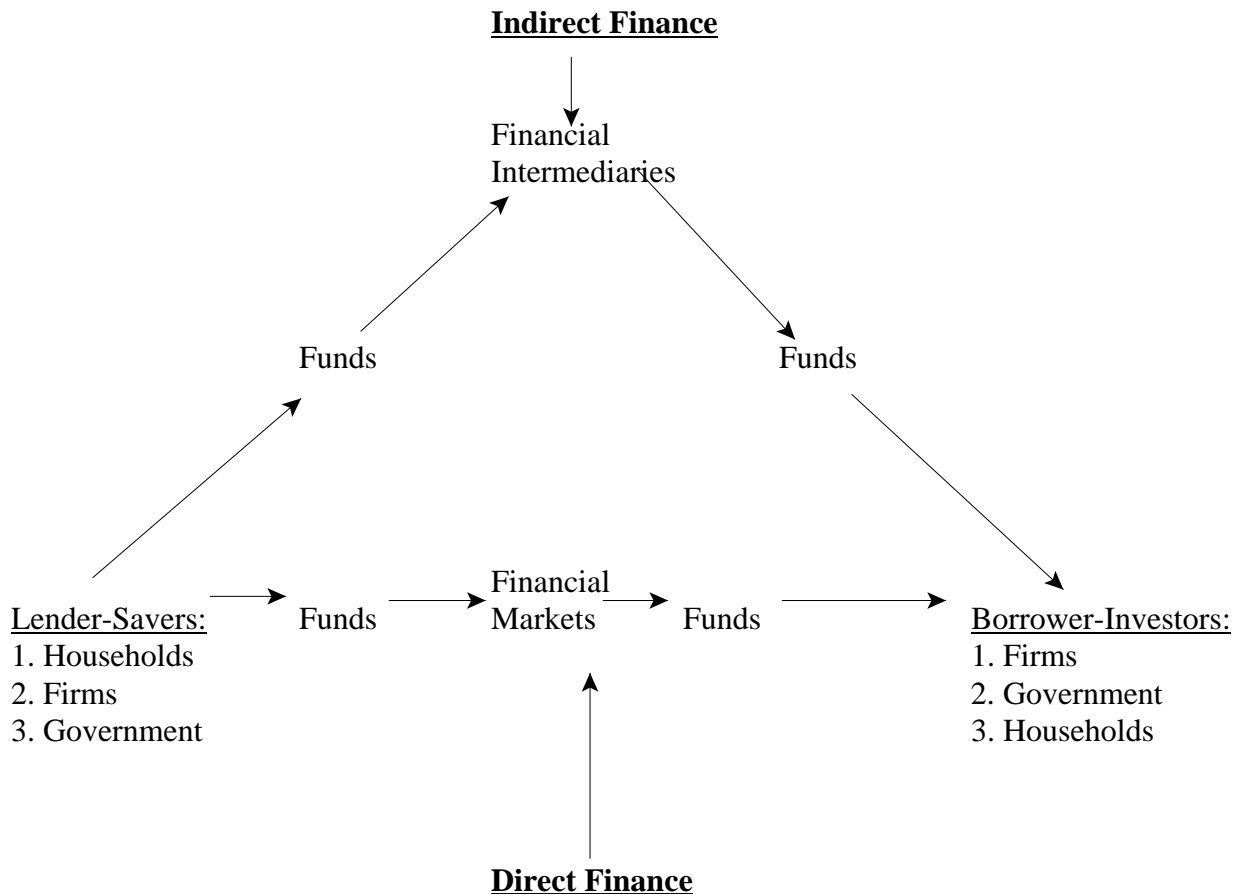 Indirect Finance
Financial
Intermediaries
Funds
Funds
Lender-Savers:
1. Households
2. Firms
3. Government
Funds
Financial
Markets
Funds
Borrower-Investors:
1. Firms
2. Government
3. Households
Direct Finance